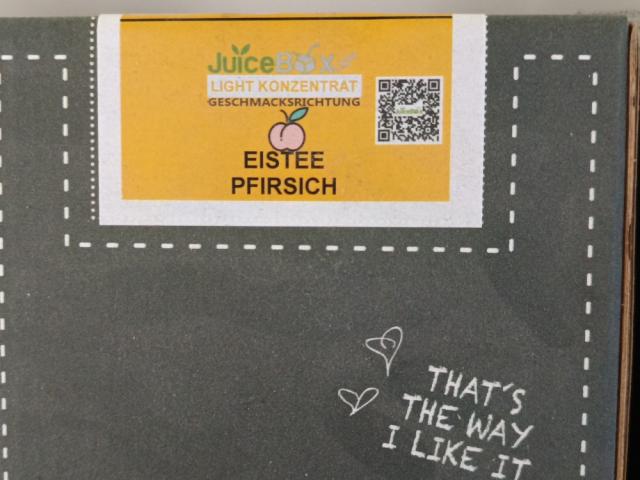 JuiceBox
LIGHT KONZENTRAT
GESCHMACKSRICHTUNG
EISTEE
PFIRSICH
THAT'S
THE WAY
I LIKE IT